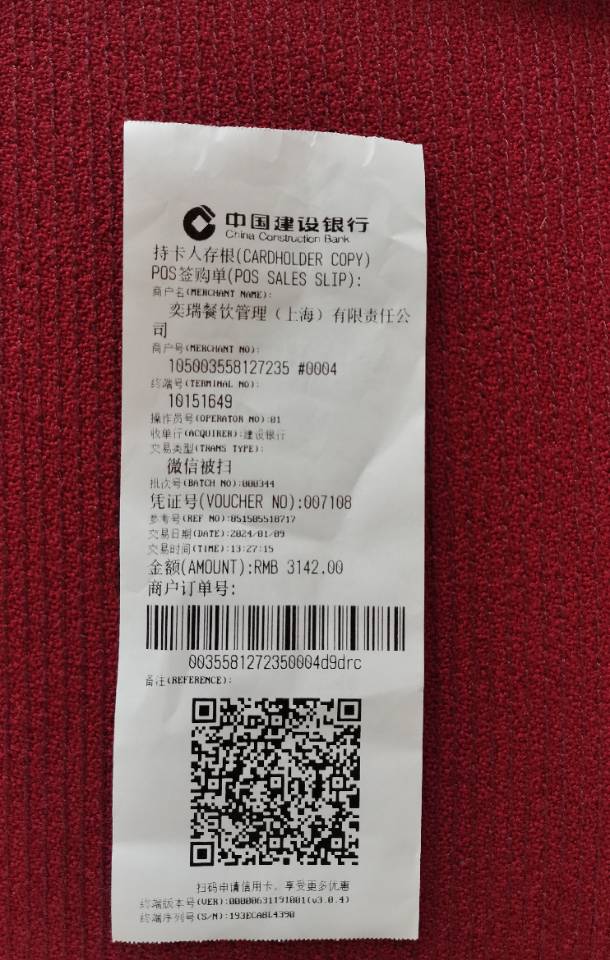 中国建设银行
China Construction Bank
持卡人存根(CARDHOLDER COPY)
POS签购单(POS SALES SLIP):
商户名(MERCHANT NAME):
奕瑞餐饮管理（上海）有限责任公
司
商户号(MERCHANT NO):
105003558127235 #0004
终端号(TERMINAL NO):
10151649
操作员号(OPERATOR NO):01
收单行(ACQUIRER):建设银行
交易类型(TRANS TYPE):
微信被扫
批次号(BATCH NO):000344
凭证号(VOUCHER NO):007108
参考号(REF NO):051505518717
交易日期(DATE):2024/01/09
交易时间(TIME):13:27:15
金额(AMOUNT):RMB 3142.00
商户订单号:
0035581272350004d9drc
备注(REFERENCE):
扫码申请信用卡，享受更多优惠
终端版本号(VER):00000631191001(v3.0.4)
终端序列号(S/N):193ECA8L4390